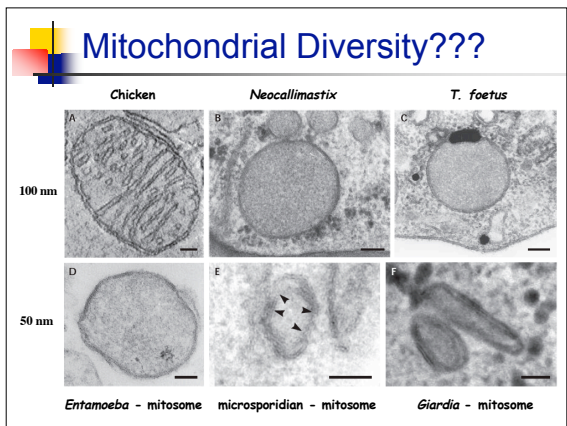 Mitochondrial Diversity???
Chicken Neocallimastix T. foetus
A B C
100 nm
D E F
50 nm
Entamoeba - mitosome microsporidian - mitosome Giardia - mitosome